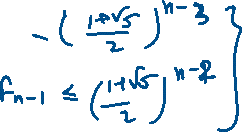 - (1+√5/2)^{n-3}
F_{n-1} ≤ (1+√5/2)^{n-2} }